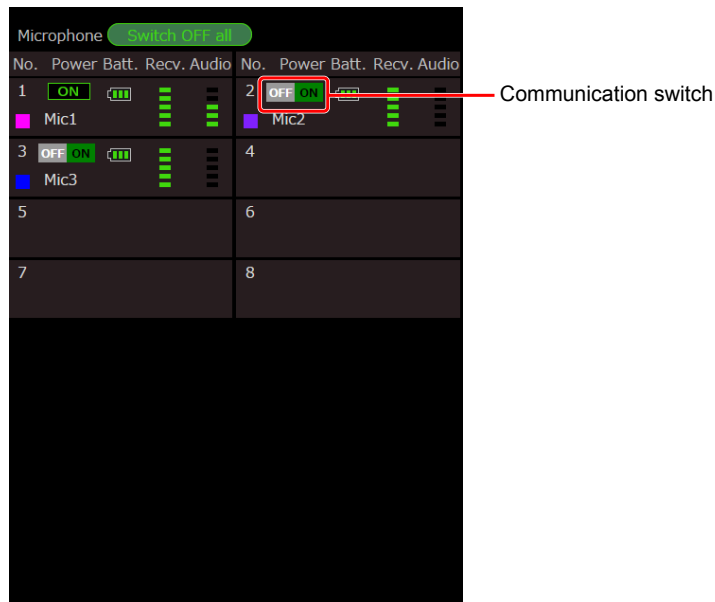 Microphone Switch OFF all
No. Power Batt. Recv. Audio No. Power Batt. Recv. Audio
1 ON 2 OFF ON Communication switch
Mic1 Mic2
3 OFF ON 4
Mic3
5 6
7 8